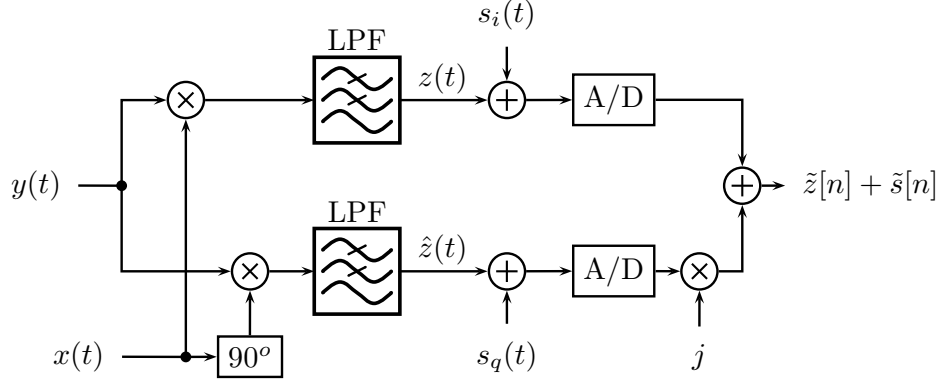 s_i(t)
LPF
z(t)
A/D
y(t)
z̃[n] + s̃[n]
LPF
ẑ(t)
A/D
x(t)
90^o
s_q(t)
j